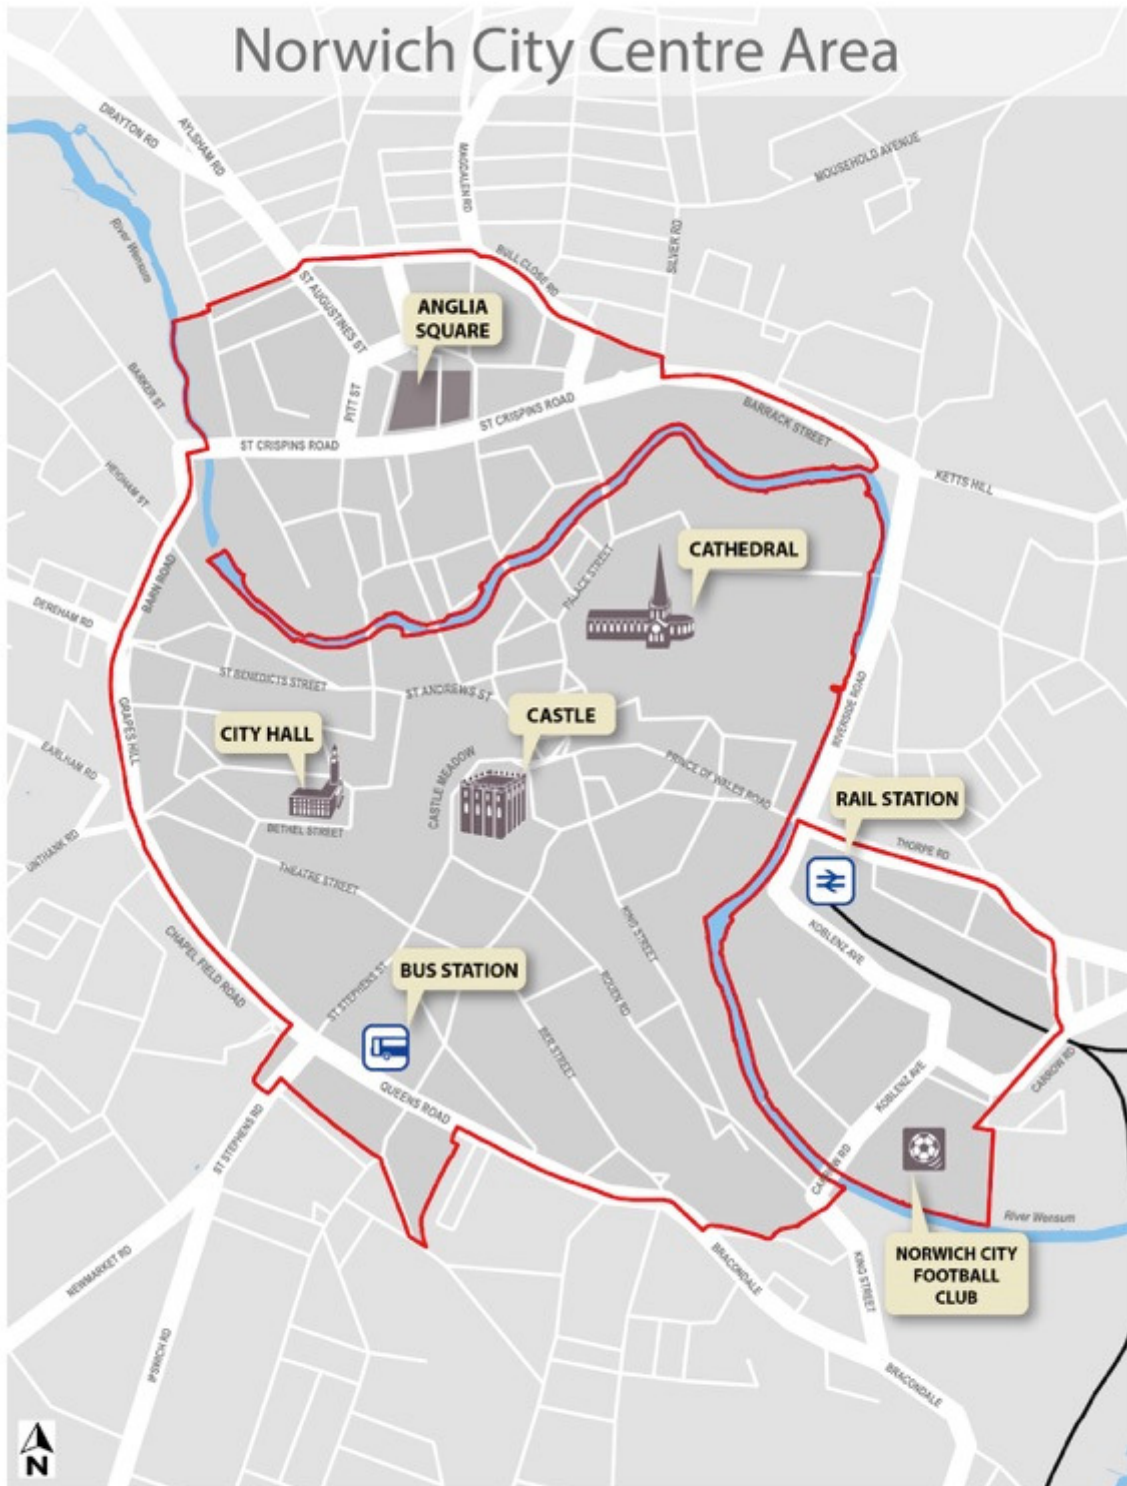 Norwich City Centre Area
DRAYTON RD
AYLSHAM RD
MAGDALEN RD
MOUSEHOLD AVENUE
River Wensum
SILVER RD
BULL CLOSE RD
ST AUGUSTINES ST
ANGLIA
SQUARE
BARKER ST
PITT ST
ST CRISPINS ROAD
ST CRISPINS ROAD
BARRACK STREET
HEIGHAM ST
KETTS HILL
CATHEDRAL
PALACE STREET
BARN ROAD
DEREHAM RD
ST BENEDICTS STREET
ST ANDREWS ST
GRAPES HILL
CITY HALL
CASTLE
RIVERSIDE ROAD
EARLHAM RD
CASTLE MEADOW
PRINCE OF WALES ROAD
RAIL STATION
UNTHANK RD
BETHEL STREET
THORPE RD
THEATRE STREET
KING STREET
KOBLENZ AVE
CHAPEL FIELD ROAD
ST STEPHENS ST
BUS STATION
ROUEN RD
BER STREET
QUEENS ROAD
KOBLENZ AVE
CARROW RD
ST STEPHENS RD
CARROW RD
River Wensum
NEWMARKET RD
BRACONDALE
KING STREET
NORWICH CITY
FOOTBALL
CLUB
IPSWICH RD
BRACONDALE
N